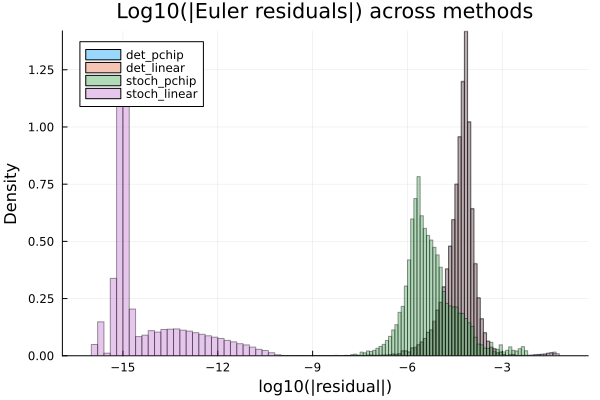 Log10(|Euler residuals|) across methods
det_pchip
det_linear
stoch_pchip
stoch_linear
1.25
1.00
0.75
0.50
0.25
0.00
Density
−15
−12
−9
−6
−3
log10(|residual|)